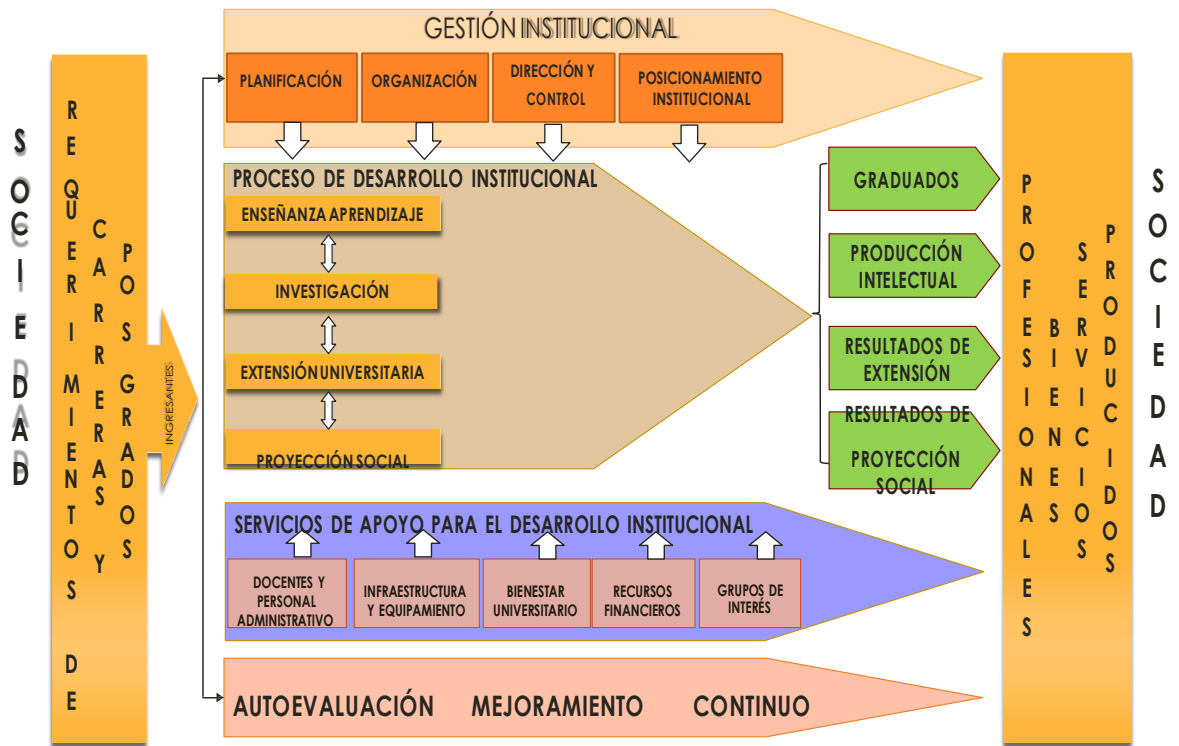 SOCIEDAD
REQUERIMIENTOS DE
CARRERAS Y
POSGRADOS
INGRESANTES
GESTIÓN INSTITUCIONAL
PLANIFICACIÓN
ORGANIZACIÓN
DIRECCIÓN Y
CONTROL
POSICIONAMIENTO
INSTITUCIONAL
PROCESO DE DESARROLLO INSTITUCIONAL
ENSEÑANZA APRENDIZAJE
INVESTIGACIÓN
EXTENSIÓN UNIVERSITARIA
PROYECCIÓN SOCIAL
SERVICIOS DE APOYO PARA EL DESARROLLO INSTITUCIONAL
DOCENTES Y
PERSONAL
ADMINISTRATIVO
INFRAESTRUCTURA
Y EQUIPAMIENTO
BIENESTAR
UNIVERSITARIO
RECURSOS
FINANCIEROS
GRUPOS DE
INTERÉS
AUTOEVALUACIÓN MEJORAMIENTO CONTINUO
GRADUADOS
PRODUCCIÓN
INTELECTUAL
RESULTADOS DE
EXTENSIÓN
RESULTADOS DE
PROYECCIÓN
SOCIAL
PROFESIONALES
BIENES
SERVICIOS
PRODUCIDOS
SOCIEDAD